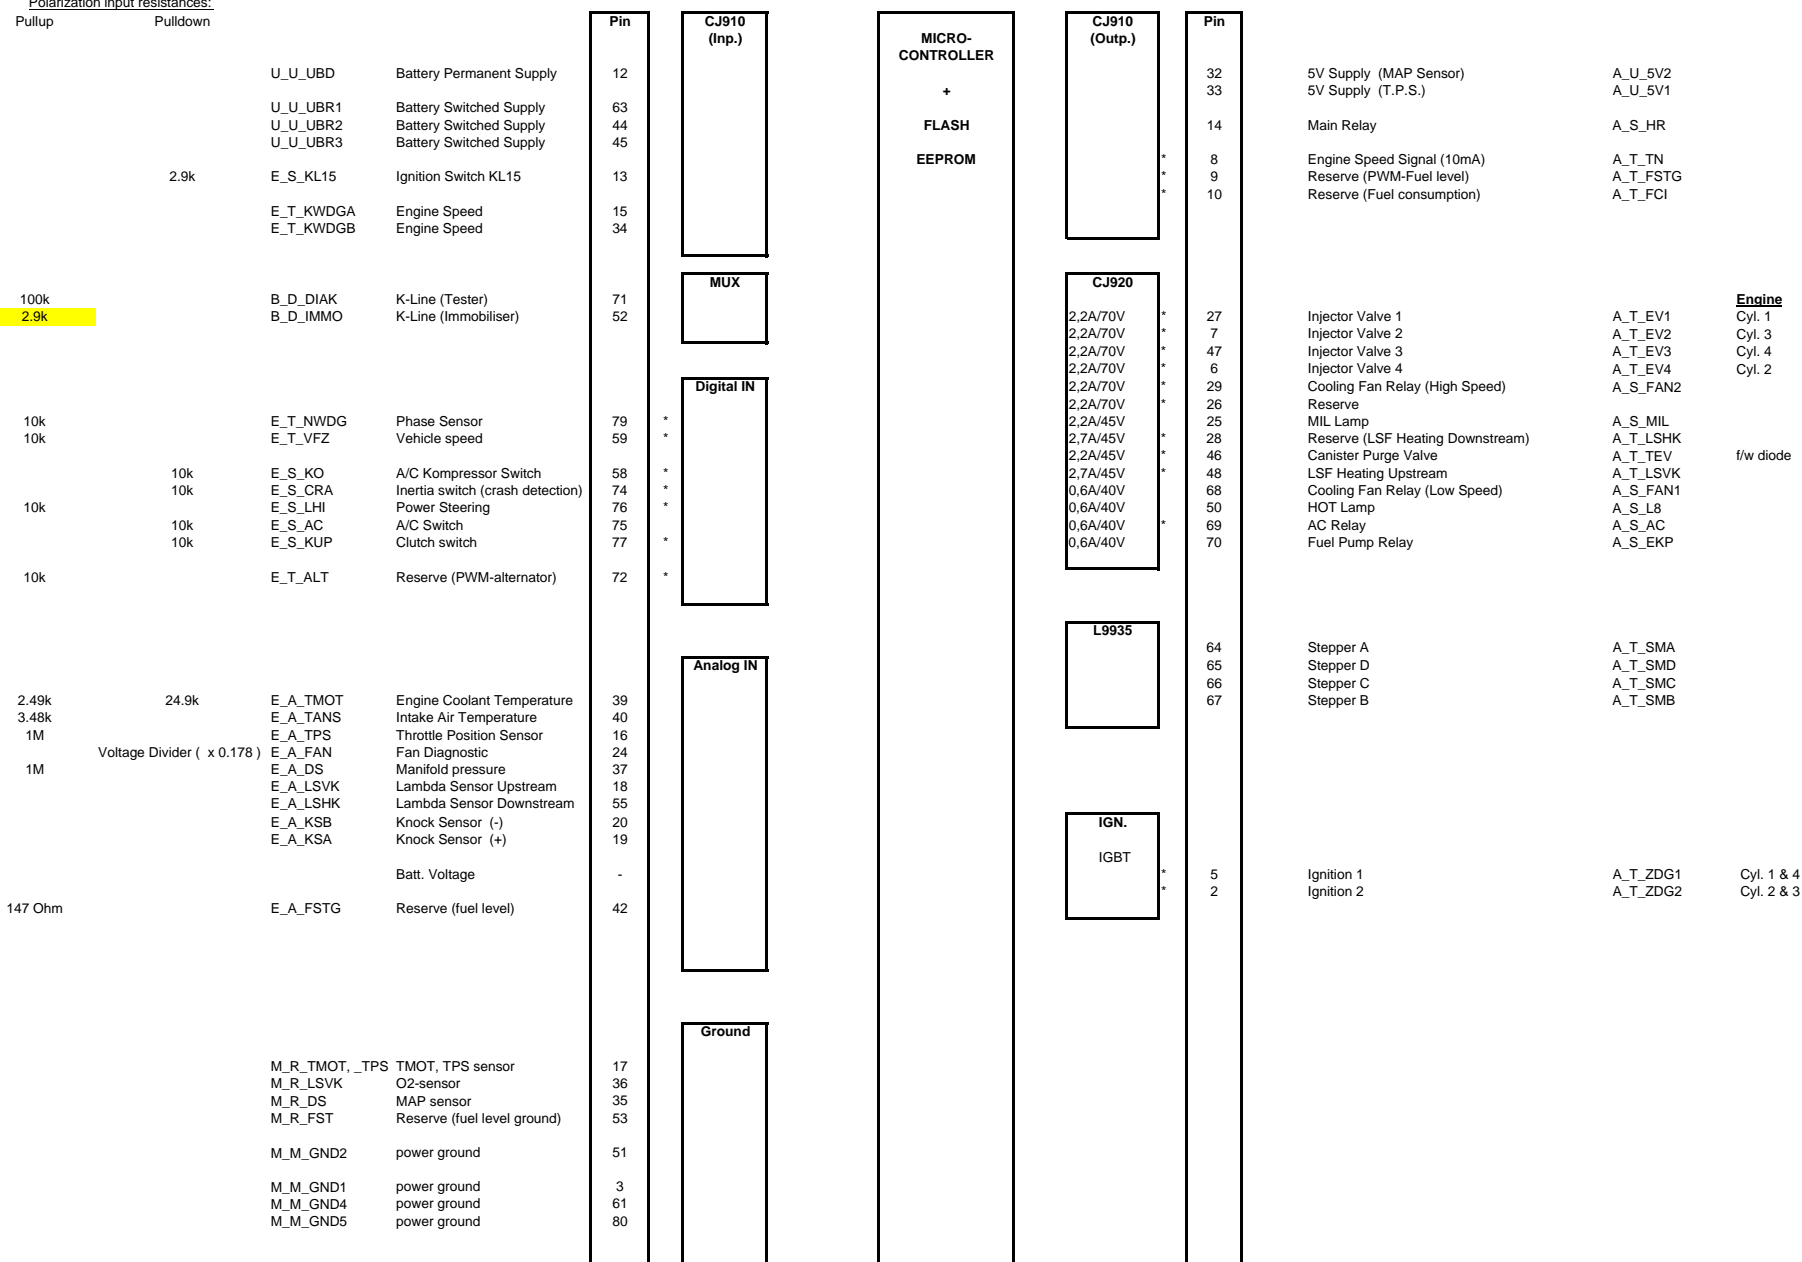 Polarization input resistances:
Pullup Pulldown Pin CJ910 CJ910 Pin
(Inp.) MICRO- (Outp.)
CONTROLLER
U_U_UBD Battery Permanent Supply 12 32 5V Supply (MAP Sensor) A_U_5V2
+ 33 5V Supply (T.P.S.) A_U_5V1
U_U_UBR1 Battery Switched Supply 63
U_U_UBR2 Battery Switched Supply 44 FLASH 14 Main Relay A_S_HR
U_U_UBR3 Battery Switched Supply 45
EEPROM * 8 Engine Speed Signal (10mA) A_T_TN
2.9k E_S_KL15 Ignition Switch KL15 13 * 9 Reserve (PWM-Fuel level) A_T_FSTG
* 10 Reserve (Fuel consumption) A_T_FCI
E_T_KWDGA Engine Speed 15
E_T_KWDGB Engine Speed 34
MUX CJ920
100k B_D_DIAK K-Line (Tester) 71 Engine
2.9k B_D_IMMO K-Line (Immobiliser) 52 2,2A/70V * 27 Injector Valve 1 A_T_EV1 Cyl. 1
2,2A/70V * 7 Injector Valve 2 A_T_EV2 Cyl. 3
2,2A/70V * 47 Injector Valve 3 A_T_EV3 Cyl. 4
2,2A/70V * 6 Injector Valve 4 A_T_EV4 Cyl. 2
Digital IN 2,2A/70V * 29 Cooling Fan Relay (High Speed) A_S_FAN2
2,2A/70V * 26 Reserve
10k E_T_NWDG Phase Sensor 79 * 2,2A/45V 25 MIL Lamp A_S_MIL
10k E_T_VFZ Vehicle speed 59 * 2,7A/45V * 28 Reserve (LSF Heating Downstream) A_T_LSHK
2,2A/45V * 46 Canister Purge Valve A_T_TEV f/w diode
10k E_S_KO A/C Kompressor Switch 58 * 2,7A/45V * 48 LSF Heating Upstream A_T_LSVK
10k E_S_CRA Inertia switch (crash detection) 74 * 0,6A/40V 68 Cooling Fan Relay (Low Speed) A_S_FAN1
10k E_S_LHI Power Steering 76 * 0,6A/40V 50 HOT Lamp A_S_L8
10k E_S_AC A/C Switch 75 0,6A/40V * 69 AC Relay A_S_AC
10k E_S_KUP Clutch switch 77 * 0,6A/40V 70 Fuel Pump Relay A_S_EKP
10k E_T_ALT Reserve (PWM-alternator) 72 *
L9935
64 Stepper A A_T_SMA
Analog IN 65 Stepper D A_T_SMD
66 Stepper C A_T_SMC
2.49k 24.9k E_A_TMOT Engine Coolant Temperature 39 67 Stepper B A_T_SMB
3.48k E_A_TANS Intake Air Temperature 40
1M E_A_TPS Throttle Position Sensor 16
Voltage Divider ( x 0.178 ) E_A_FAN Fan Diagnostic 24
1M E_A_DS Manifold pressure 37
E_A_LSVK Lambda Sensor Upstream 18
E_A_LSHK Lambda Sensor Downstream 55
E_A_KSB Knock Sensor (-) 20 IGN.
E_A_KSA Knock Sensor (+) 19
IGBT
Batt. Voltage - * 5 Ignition 1 A_T_ZDG1 Cyl. 1 & 4
* 2 Ignition 2 A_T_ZDG2 Cyl. 2 & 3
147 Ohm E_A_FSTG Reserve (fuel level) 42
Ground
M_R_TMOT, _TPS TMOT, TPS sensor 17
M_R_LSVK O2-sensor 36
M_R_DS MAP sensor 35
M_R_FST Reserve (fuel level ground) 53
M_M_GND2 power ground 51
M_M_GND1 power ground 3
M_M_GND4 power ground 61
M_M_GND5 power ground 80